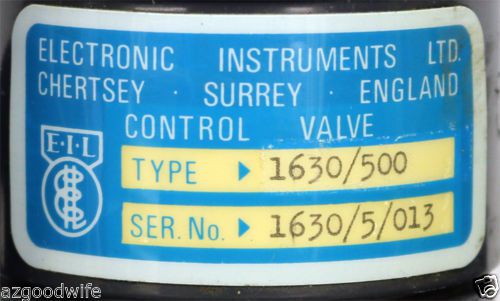 ELECTRONIC INSTRUMENTS LTD.
CHERTSEY · SURREY · ENGLAND
CONTROL VALVE
E·I·L
TYPE ▶ 1630/500
SER. No. ▶ 1630/5/013
azgoodwife